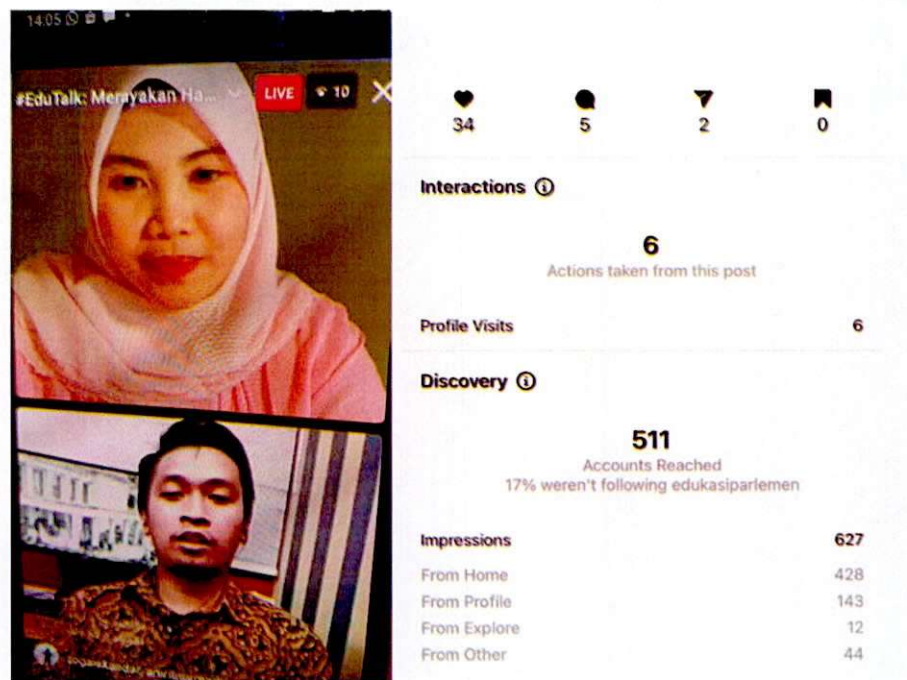 14:05
#EduTalk: Merayakan Ha... LIVE 10
34 5 2 0
Interactions
6
Actions taken from this post
Profile Visits 6
Discovery
511
Accounts Reached
17% weren't following edukasiparlemen
Impressions 627
From Home 428
From Profile 143
From Explore 12
From Other 44